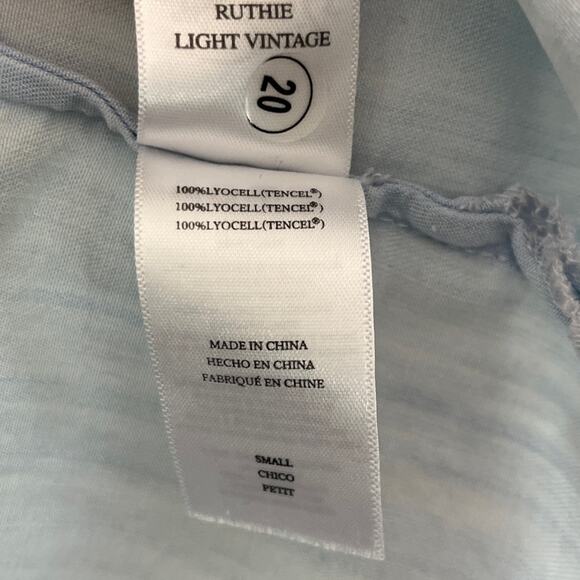 RUTHIE
LIGHT VINTAGE
20
100%LYOCELL(TENCEL®)
100%LYOCELL(TENCEL®)
100%LYOCELL(TENCEL®)
MADE IN CHINA
HECHO EN CHINA
FABRIQUÉ EN CHINE
SMALL
CHICO
PETIT